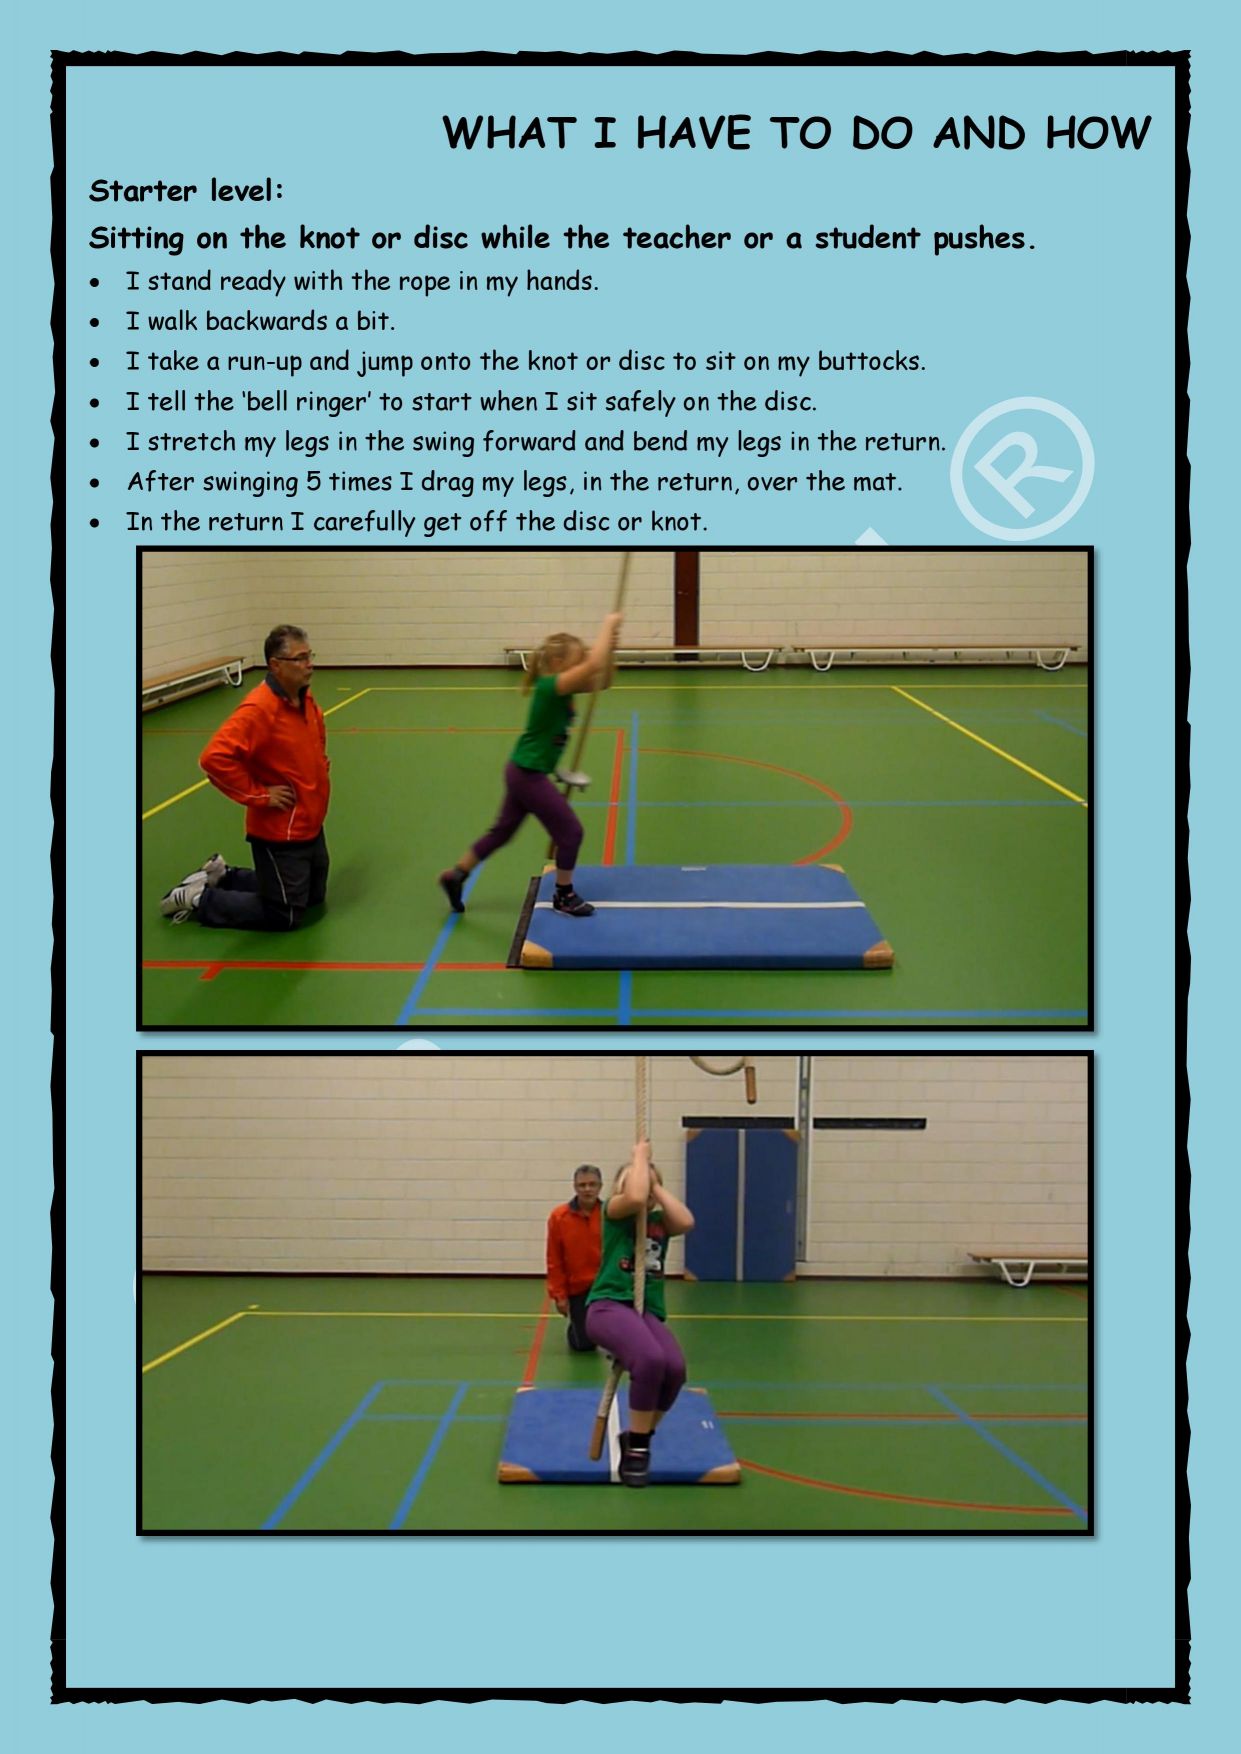 WHAT I HAVE TO DO AND HOW
Starter level:
Sitting on the knot or disc while the teacher or a student pushes.
• I stand ready with the rope in my hands.
• I walk backwards a bit.
• I take a run-up and jump onto the knot or disc to sit on my buttocks.
• I tell the ‘bell ringer’ to start when I sit safely on the disc.
• I stretch my legs in the swing forward and bend my legs in the return.
• After swinging 5 times I drag my legs, in the return, over the mat.
• In the return I carefully get off the disc or knot.
®